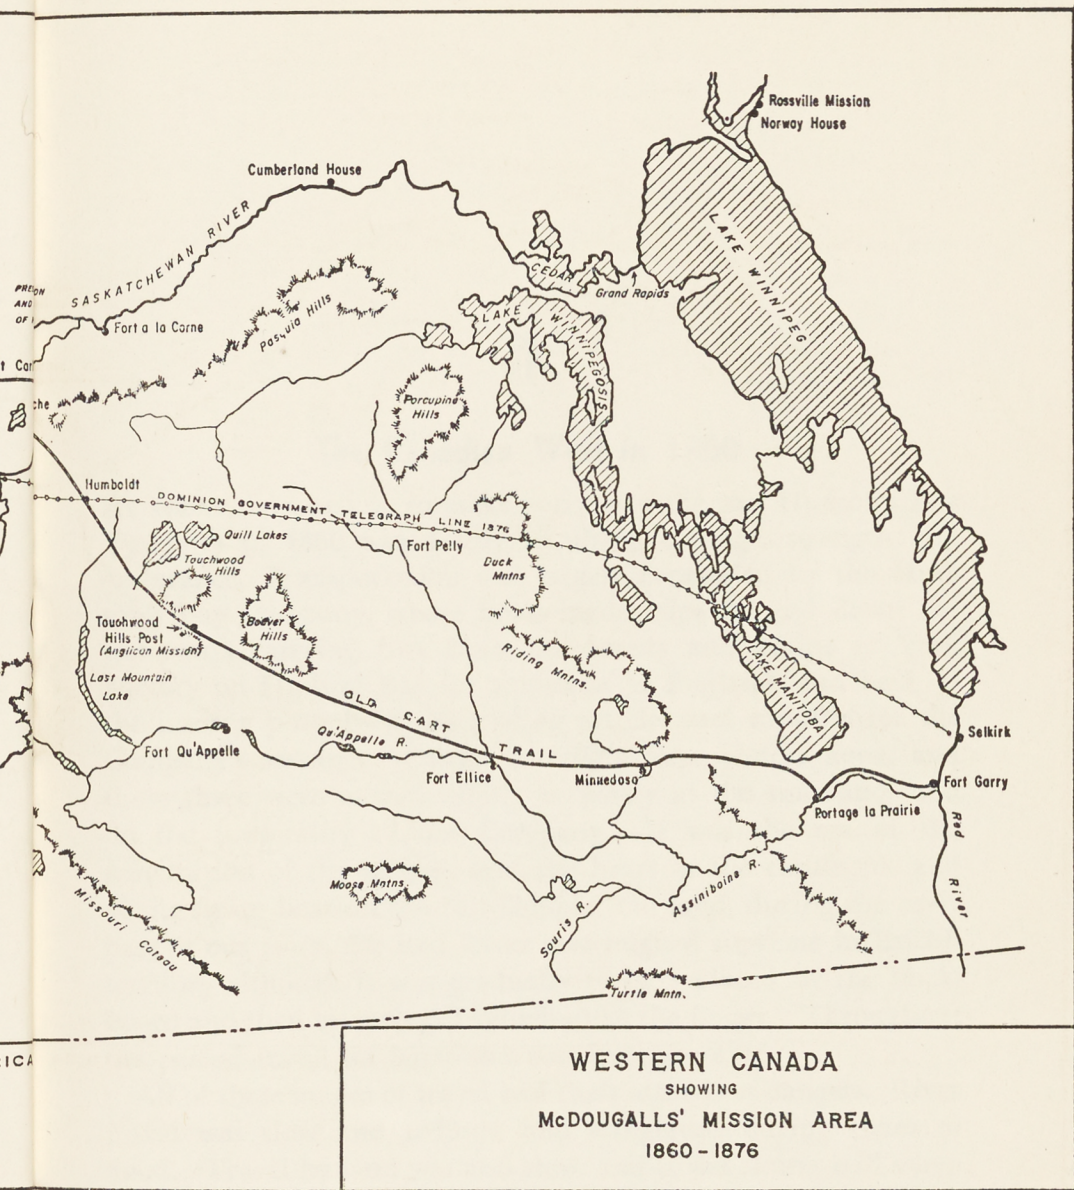 Rossville Mission
Norway House
Cumberland House
SASKATCHEWAN RIVER
LAKE WINNIPEG
CEDAR
Grand Rapids
AND
OF
Fort a la Corne
Pasquia Hills
LAKE WINNIPEGOSIS
che
Porcupine
Hills
Humboldt
DOMINION GOVERNMENT TELEGRAPH LINE 1876
Quill Lakes
Fort Pelly
Touchwood
Hills
Duck
Mntns
Touchwood
Hills Post
(Anglican Mission)
Beaver
Hills
Riding Mntns.
LAKE MANITOBA
Last Mountain
Lake
OLD CART TRAIL
Selkirk
Qu'Appelle R.
Fort Qu'Appelle
Fort Ellice
Minnedosa
Fort Garry
Portage la Prairie
Red River
Moose Mntns.
Assiniboine R.
Missouri Coteau
Souris R.
Turtle Mntn.
RICA
WESTERN CANADA
SHOWING
McDOUGALLS' MISSION AREA
1860 - 1876